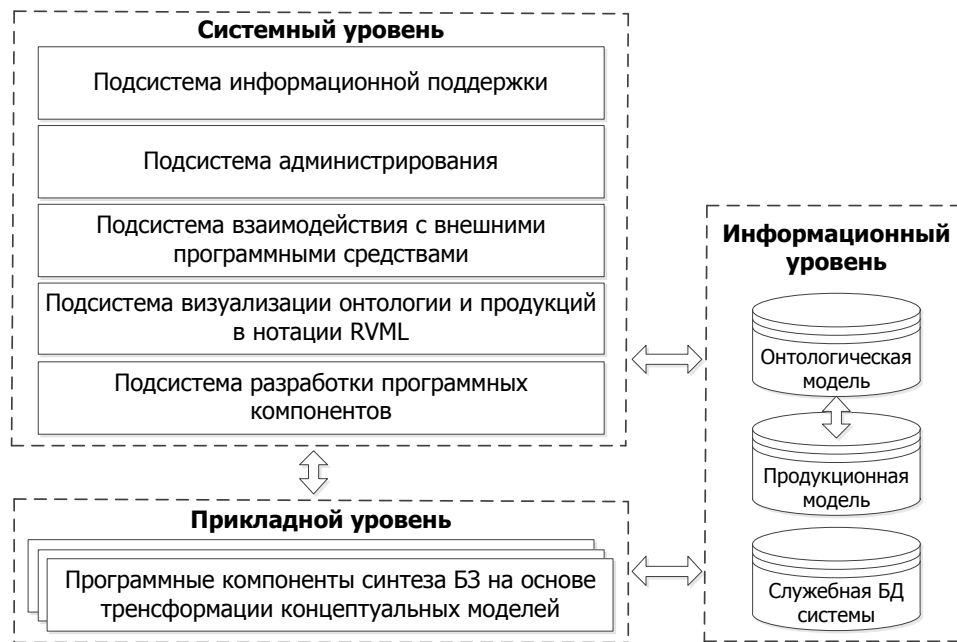 Системный уровень
Подсистема информационной поддержки
Подсистема администрирования
Подсистема взаимодействия с внешними
программными средствами
Подсистема визуализации онтологии и продукций
в нотации RVML
Подсистема разработки программных
компонентов
Прикладной уровень
Программные компоненты синтеза БЗ на основе
тренсформации концептуальных моделей
Информационный
уровень
Онтологическая
модель
Продукционная
модель
Служебная БД
системы